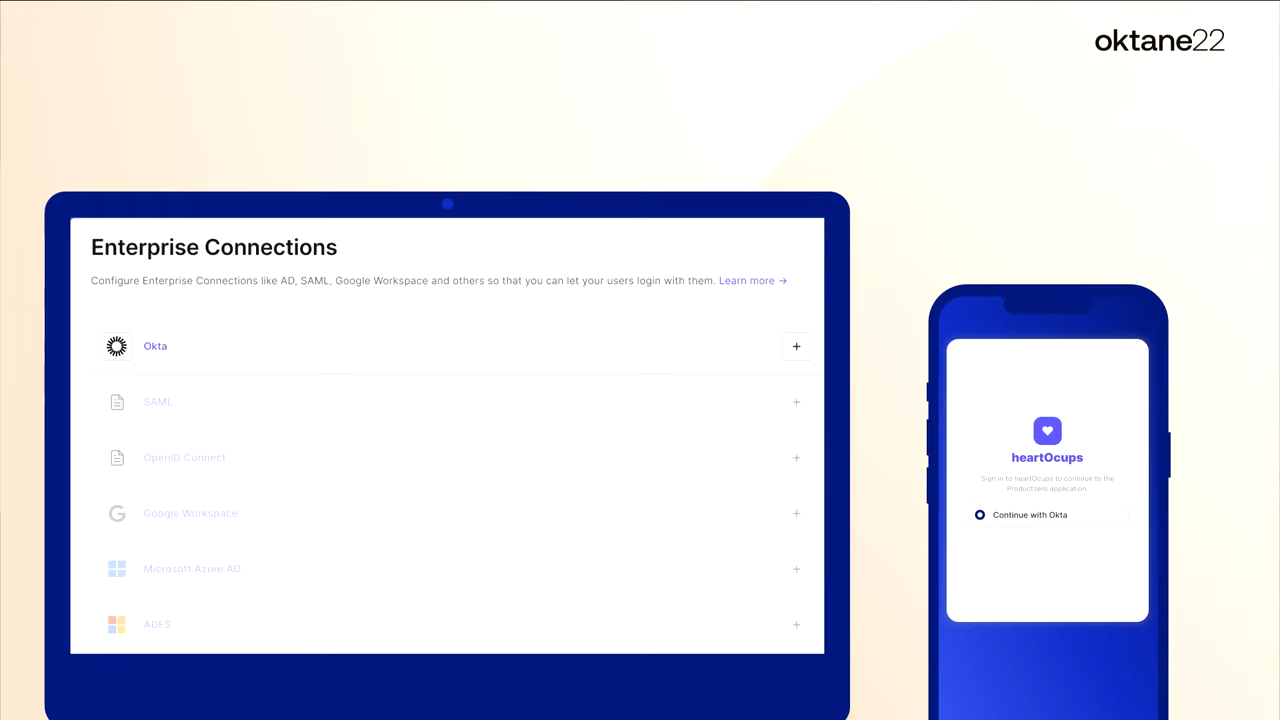 oktane22
Enterprise Connections
Configure Enterprise Connections like AD, SAML, Google Workspace and others so that you can let your users login with them. Learn more →
Okta
SAML
OpenID Connect
Google Workspace
Microsoft Azure AD
ADFS
heart0cups
Sign in to heart0cups to continue to the
Productzero application.
Continue with Okta